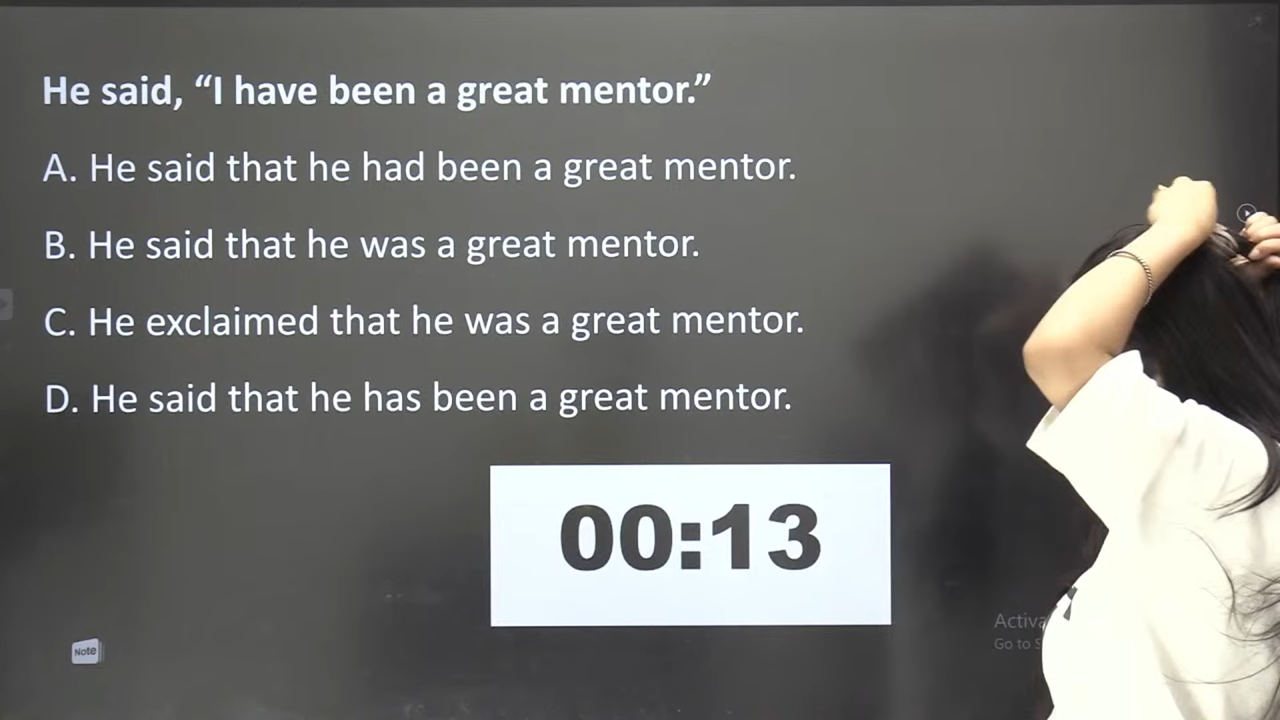 He said, “I have been a great mentor.”
A. He said that he had been a great mentor.
B. He said that he was a great mentor.
C. He exclaimed that he was a great mentor.
D. He said that he has been a great mentor.
00:13
Note
Go to